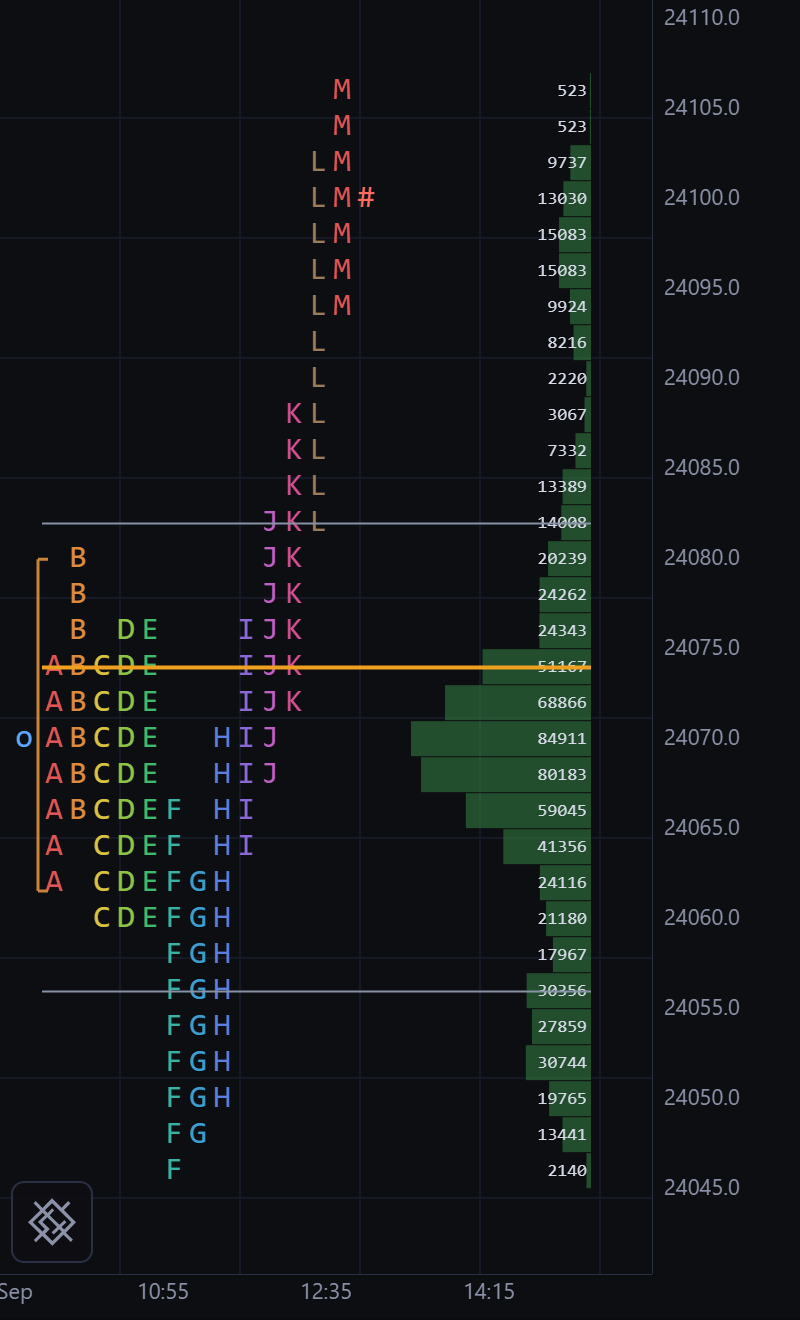 24110.0
M 523
24105.0
M 523
L M 9737
L M # 13030 24100.0
L M 15083
L M 15083
24095.0
L M 9924
L 8216
L 2220 24090.0
K L 3067
K L 7332
24085.0
K L 13389
J K L 14008
B J K 20239 24080.0
B J K 24262
B D E I J K 24343
24075.0
A B C D E I J K 51167
A B C D E I J K 68866
o A B C D E H I J 84911 24070.0
A B C D E H I J 80183
A B C D E F H I 59045
24065.0
A C D E F H I 41356
A C D E F G H 24116
C D E F G H 21180 24060.0
F G H 17967
F G H 30356
24055.0
F G H 27859
F G H 30744
F G H 19765 24050.0
F G 13441
F 2140
24045.0
Sep 10:55 12:35 14:15